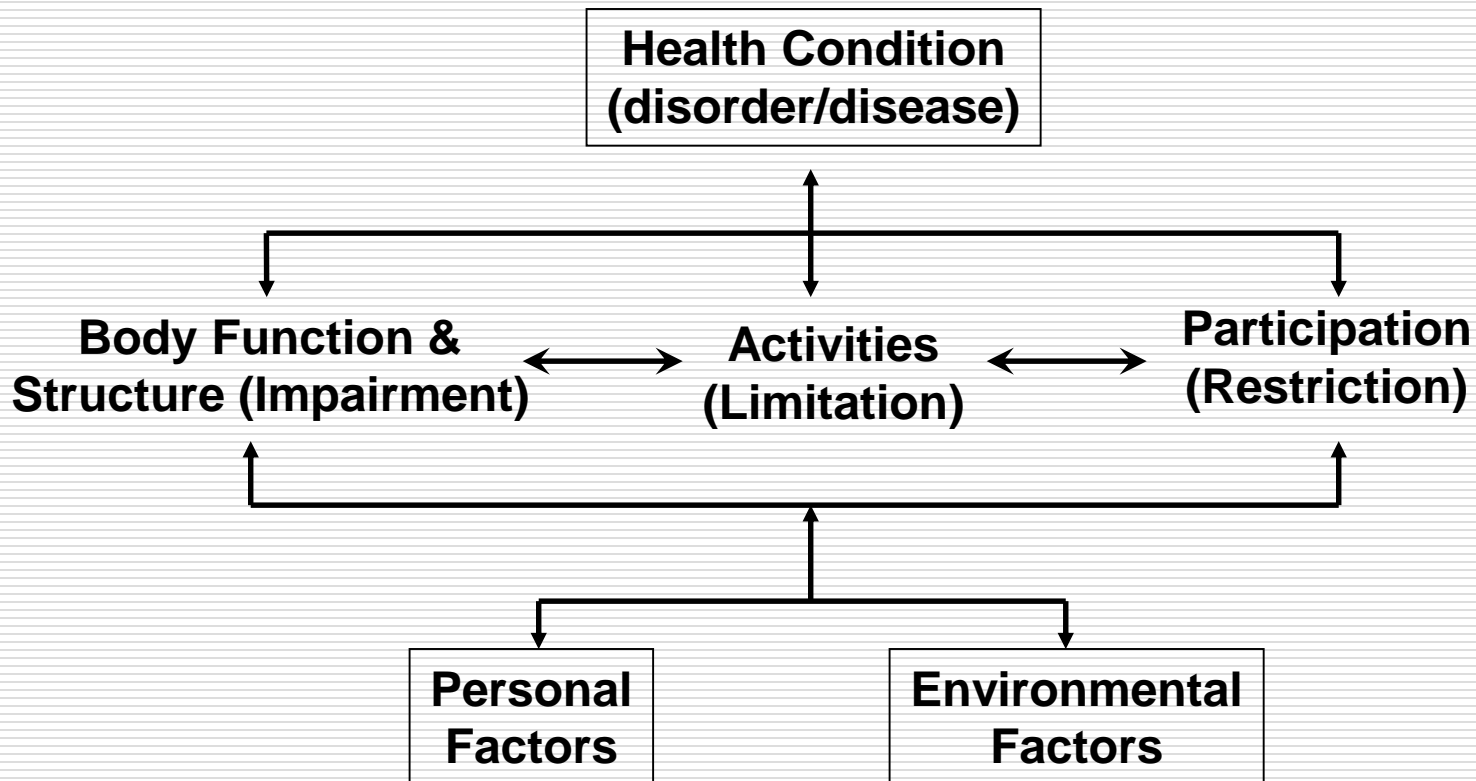 Health Condition
(disorder/disease)
Body Function &
Structure (Impairment)
Activities
(Limitation)
Participation
(Restriction)
Personal
Factors
Environmental
Factors